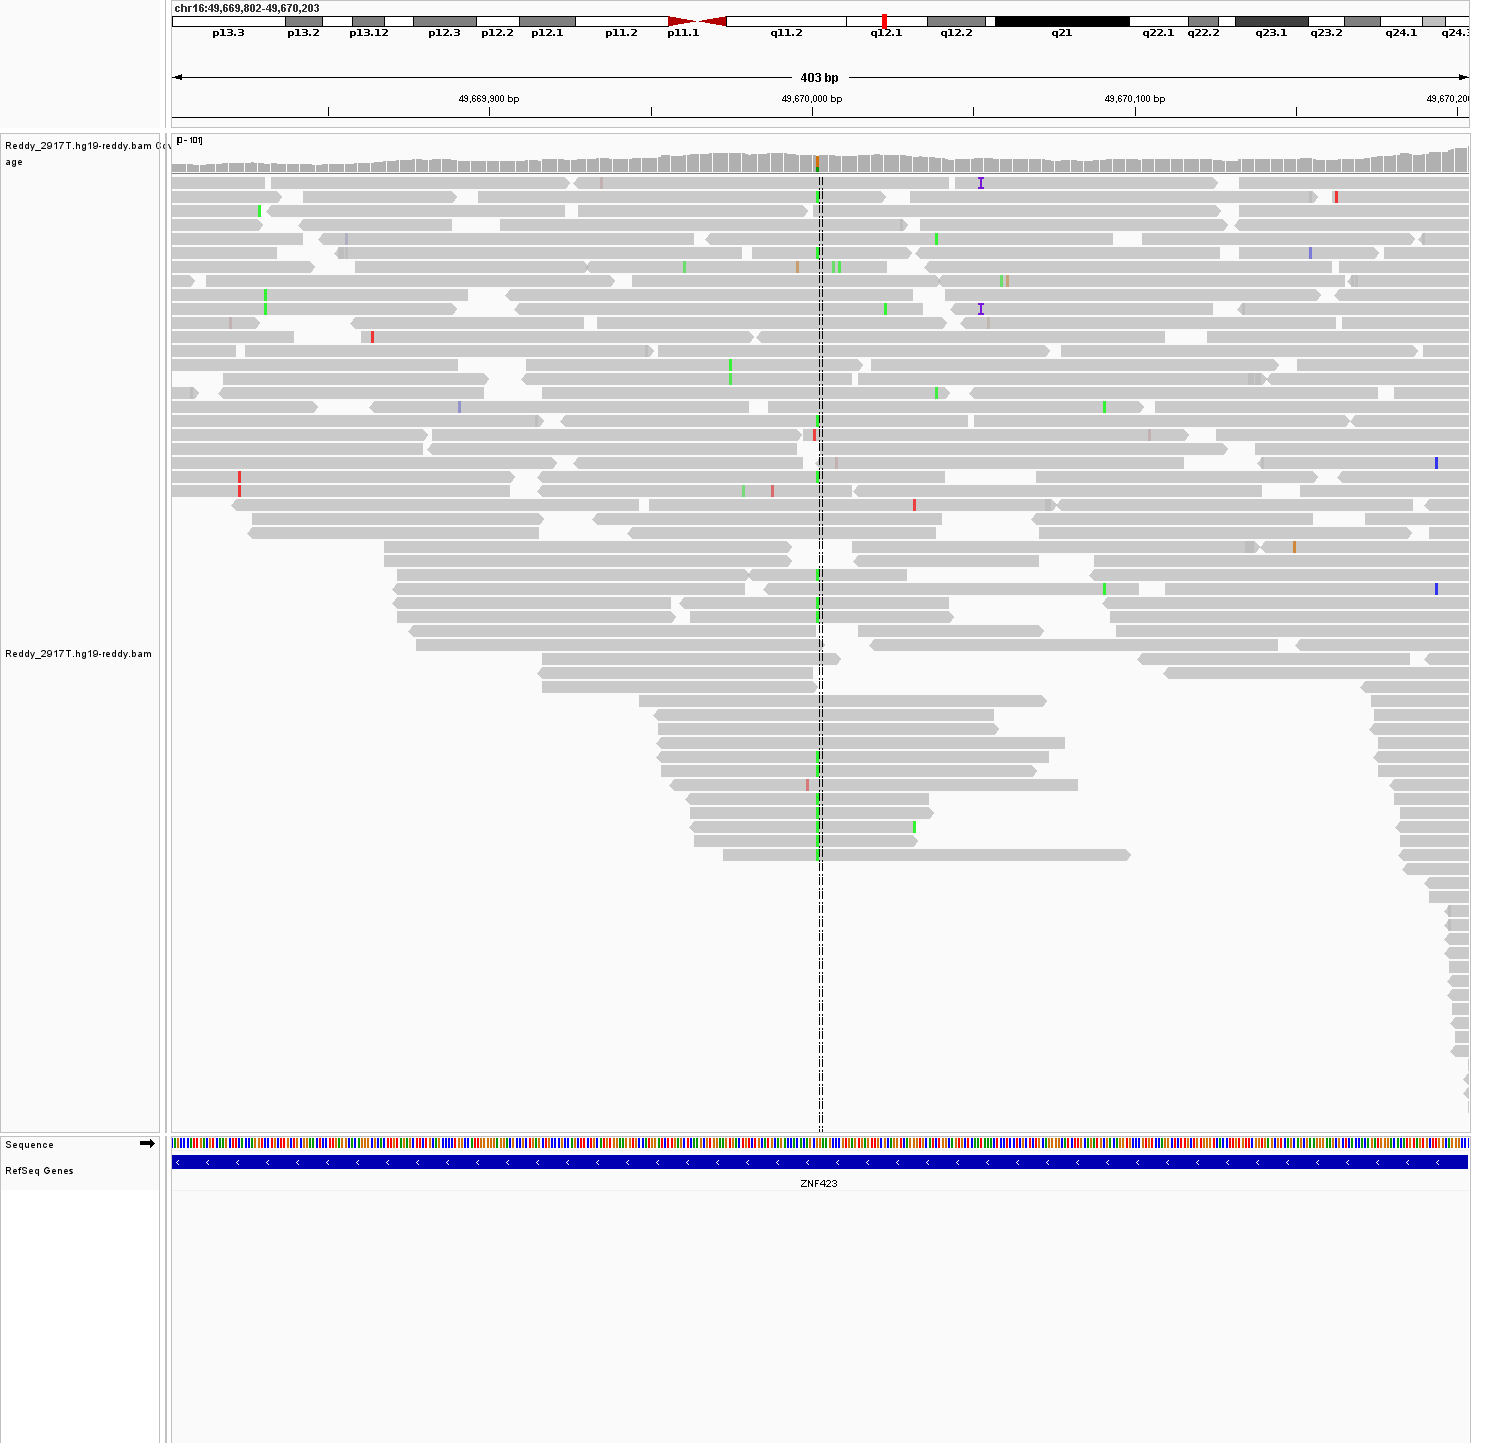 chr16:49,669,802-49,670,203
p13.3 p13.2 p13.12 p12.3 p12.2 p12.1 p11.2 p11.1 q11.2 q12.1 q12.2 q21 q22.1 q22.2 q23.1 q23.2 q24.1 q24.3
403 bp
49,669,900 bp 49,670,000 bp 49,670,100 bp 49,670,200
[0 - 101]
Reddy_2917T.hg19-reddy.bam Cov
age
Reddy_2917T.hg19-reddy.bam
Sequence
RefSeq Genes
ZNF423